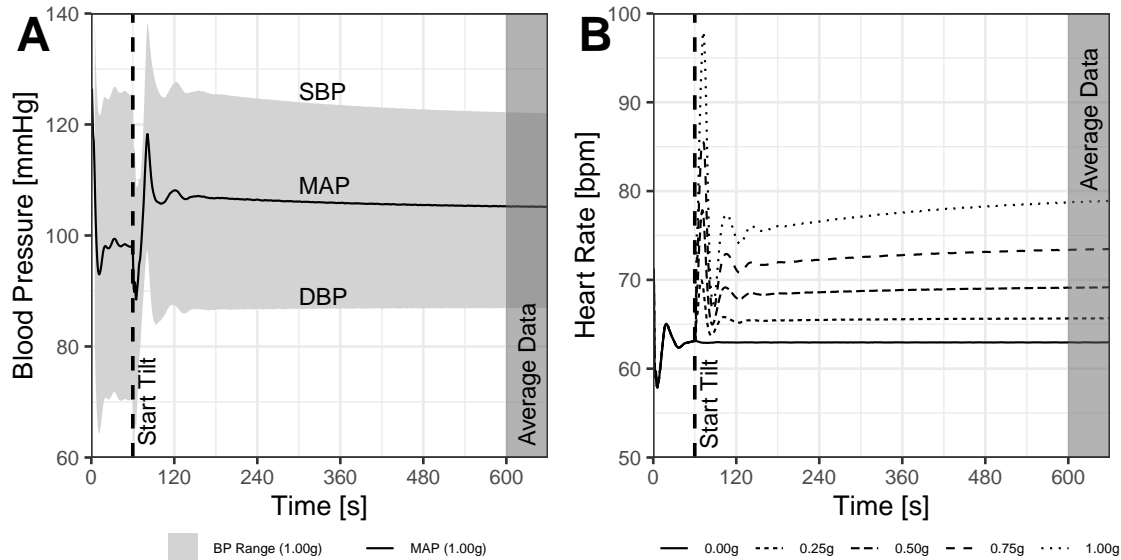 A
Blood Pressure [mmHg]
140
120
100
80
60
SBP
MAP
DBP
Start Tilt
Average Data
0
120
240
360
480
600
Time [s]
BP Range (1.00g)
MAP (1.00g)
B
Heart Rate [bpm]
100
90
80
70
60
50
Start Tilt
Average Data
0
120
240
360
480
600
Time [s]
0.00g
0.25g
0.50g
0.75g
1.00g